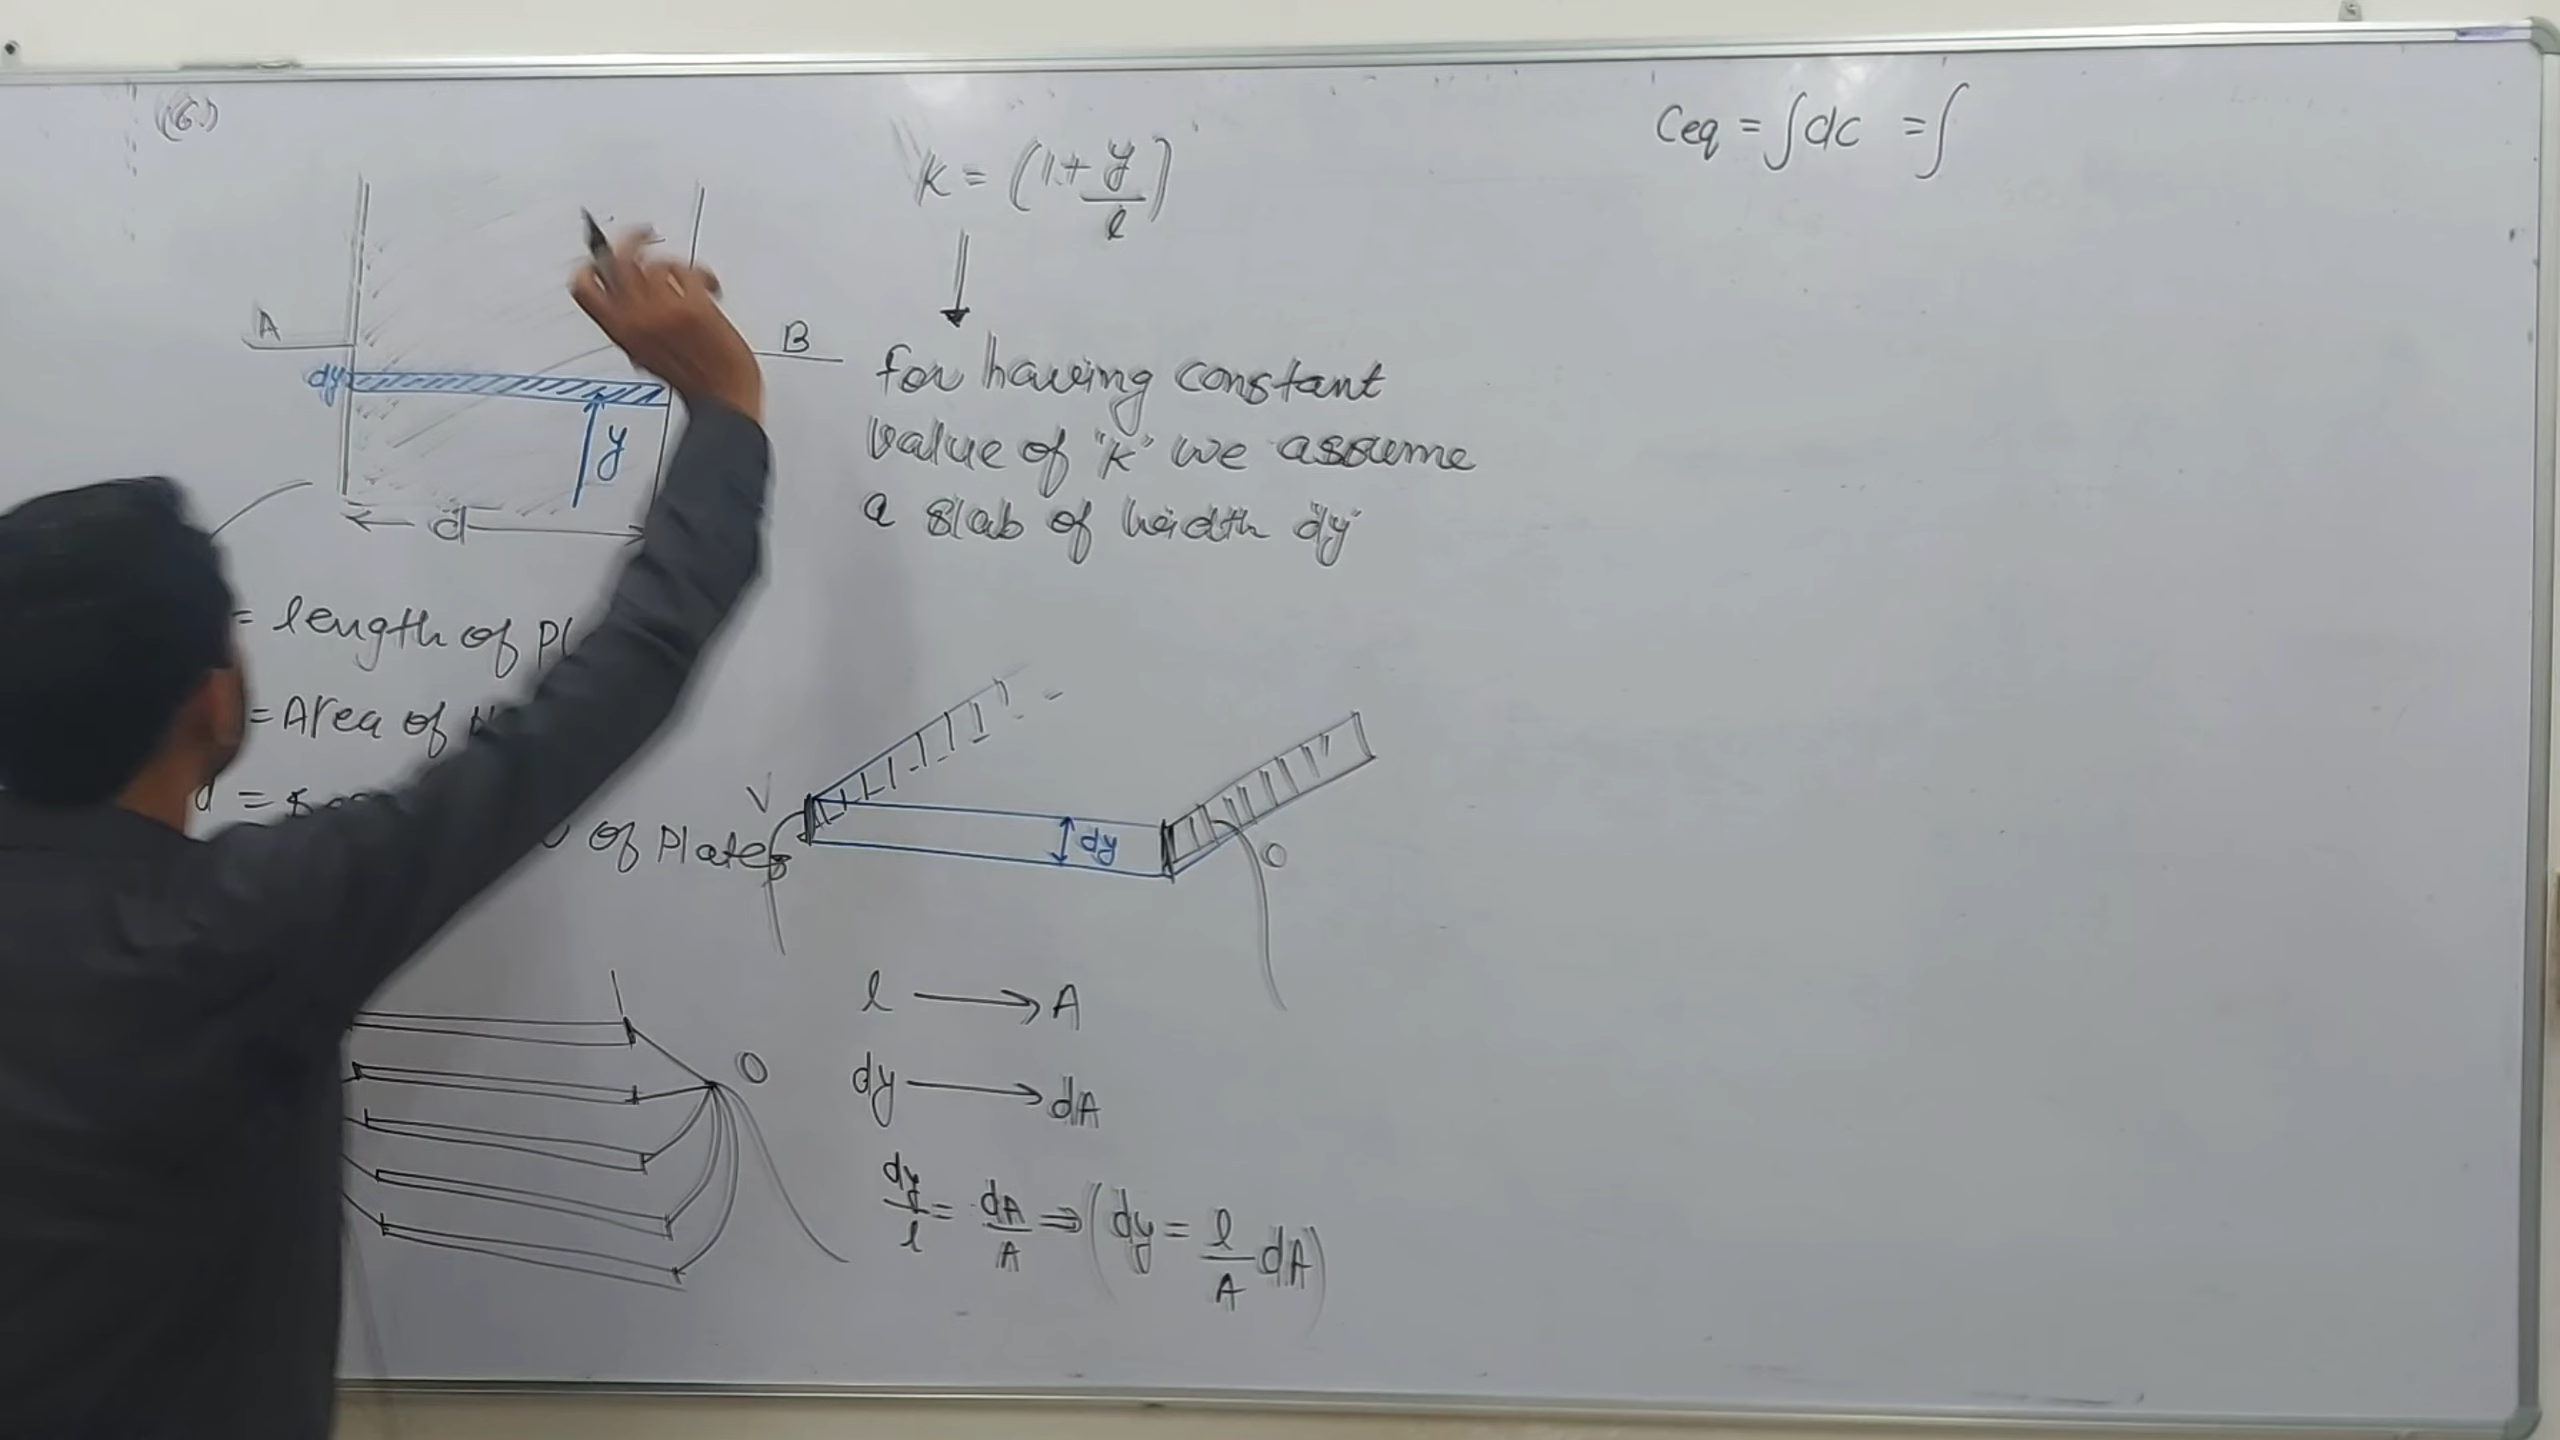 (6.)
A
B
dy
y
d
= length of
= Area of
d =
of Plates
K = (1 + y/l)
for having constant
value of "K" we assume
a slab of width dy
V
dy
O
O
l → A
dy → dA
dy/l = dA/A ⇒ (dy = l/A dA)
Ceq = ∫dC = ∫